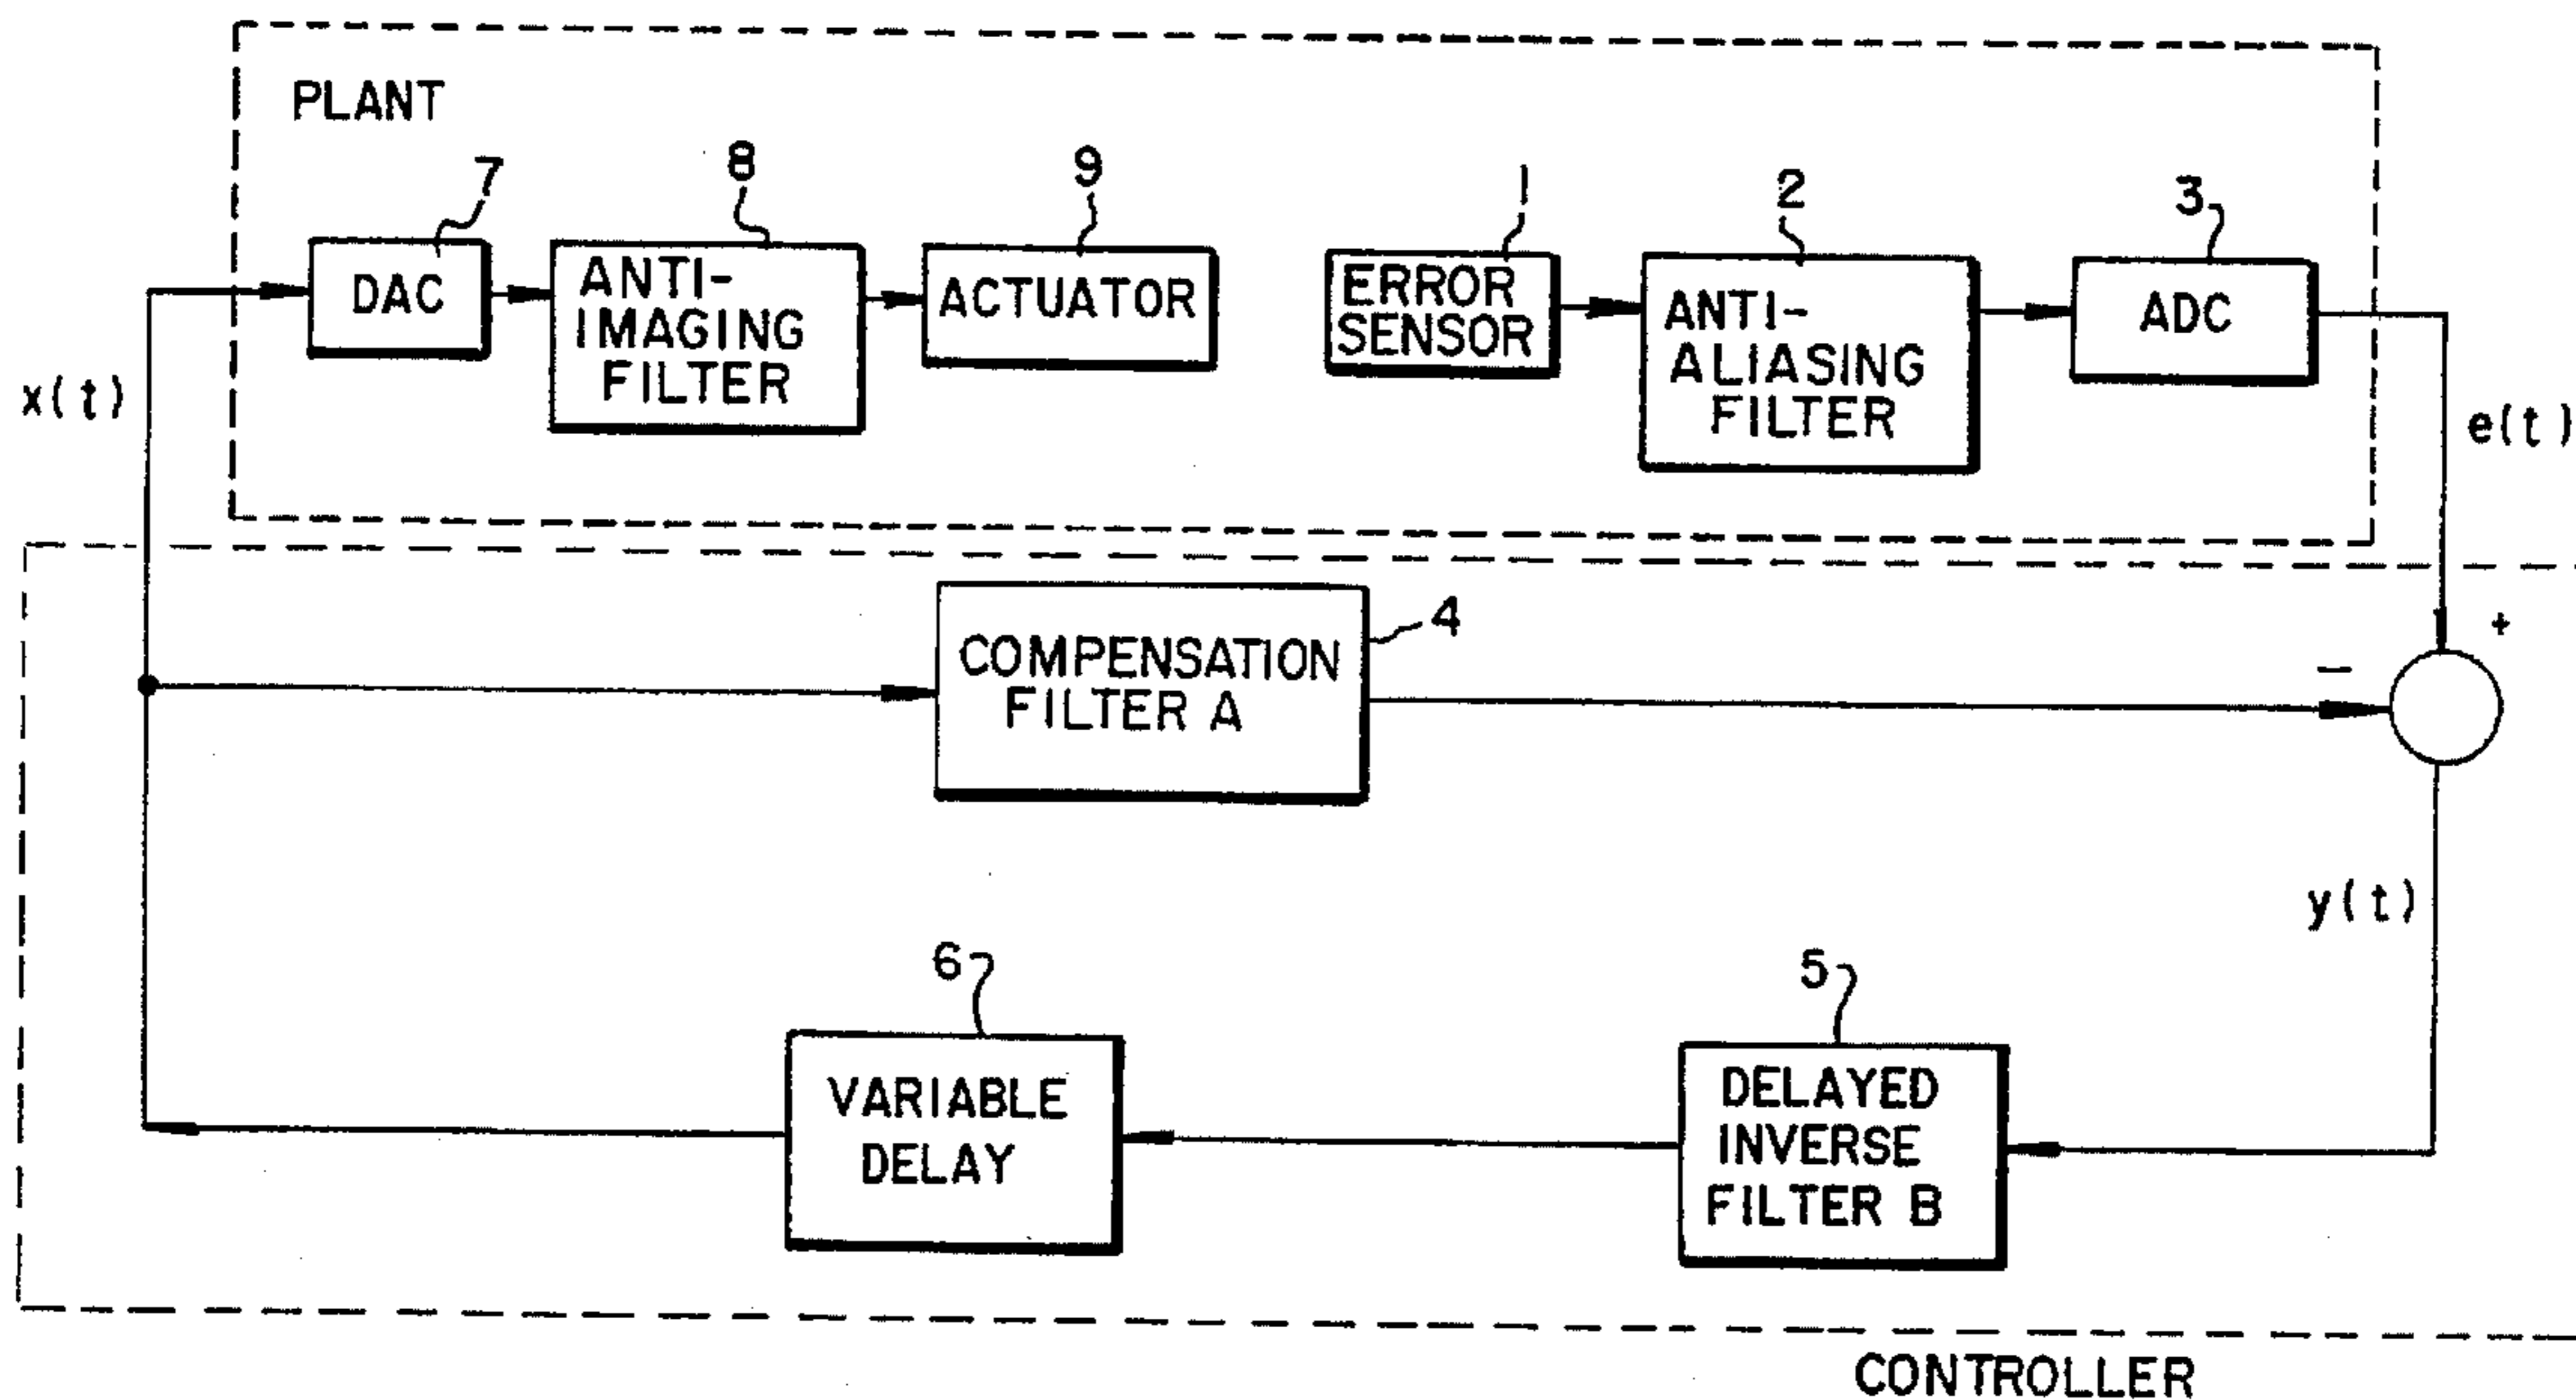 PLANT
7
8
9
1
2
3
DAC
ANTI-
IMAGING
FILTER
ACTUATOR
ERROR
SENSOR
ANTI-
ALIASING
FILTER
ADC
x(t)
e(t)
COMPENSATION
FILTER A
4
+
−
y(t)
6
5
VARIABLE
DELAY
DELAYED
INVERSE
FILTER B
CONTROLLER